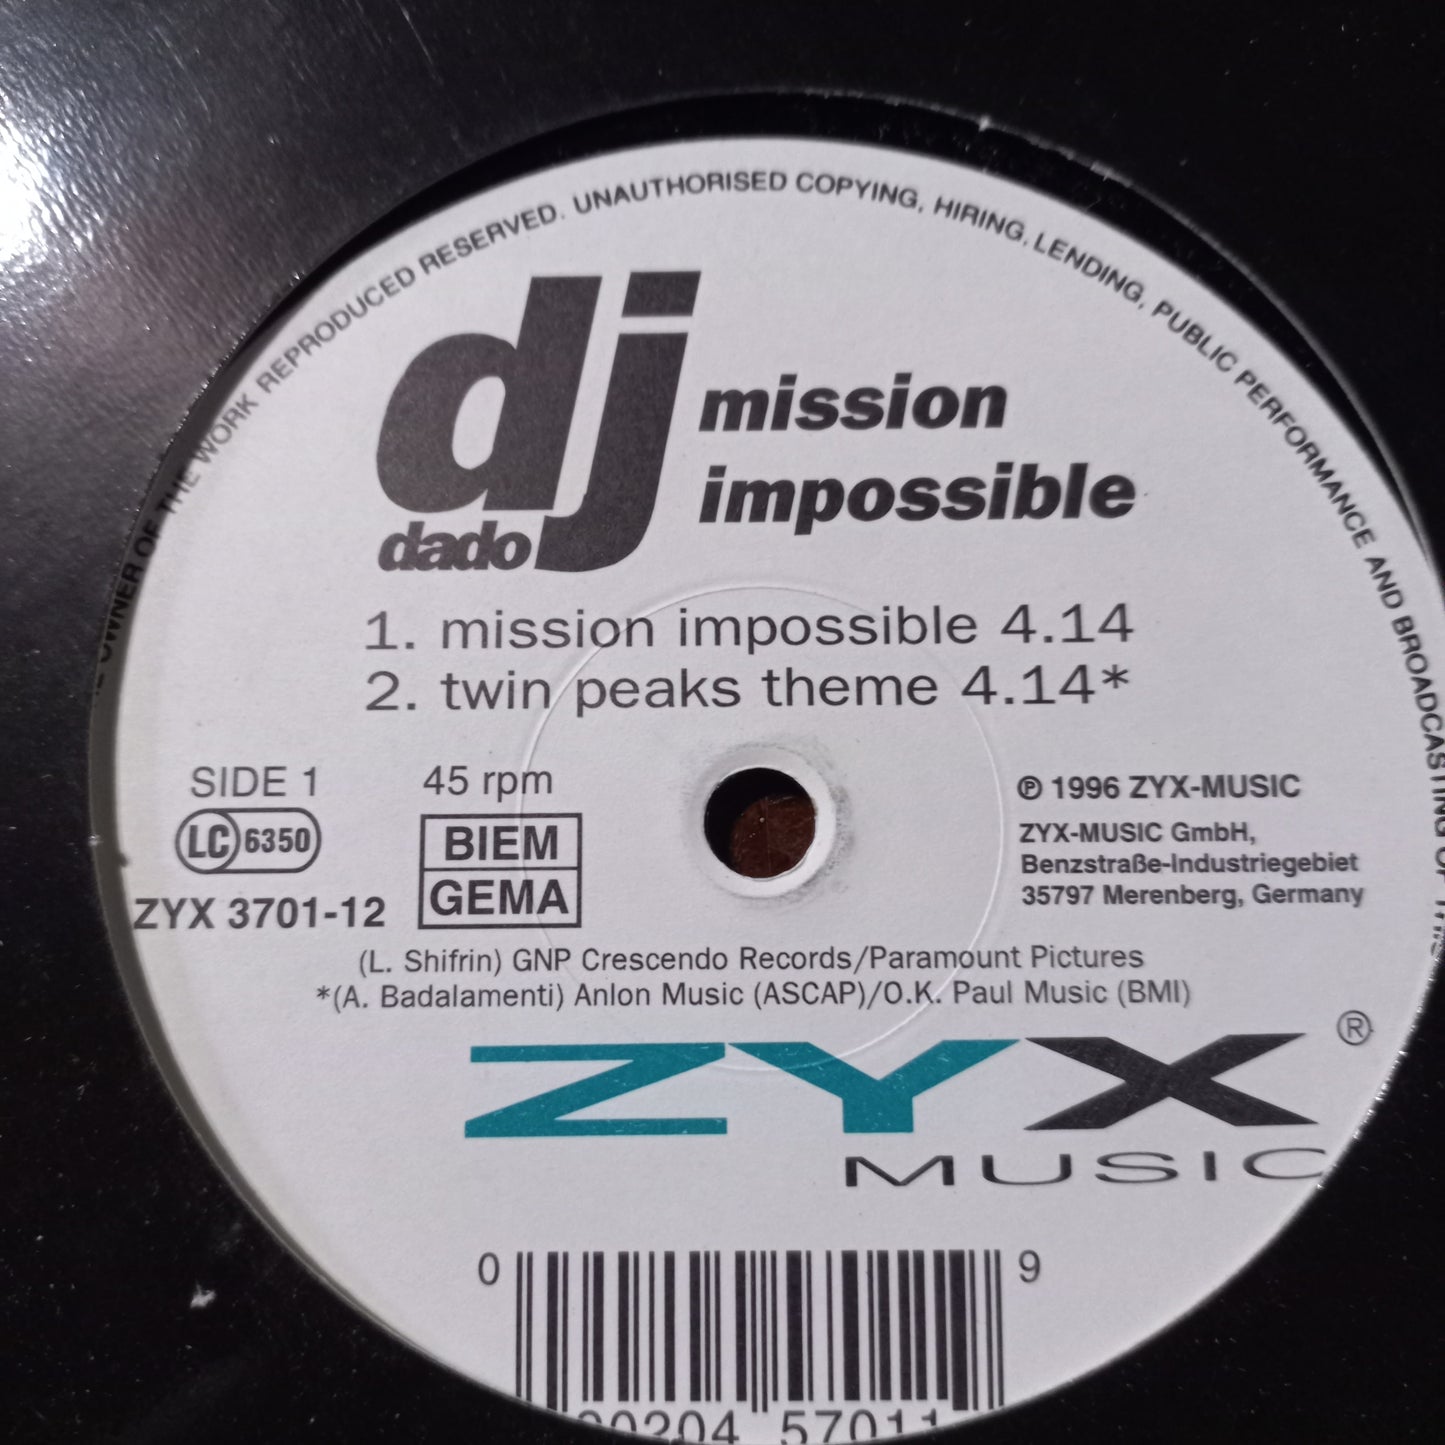 OWNER OF THE WORK REPRODUCED RESERVED. UNAUTHORISED COPYING, HIRING, LENDING, PUBLIC PERFORMANCE AND BROADCASTING OF
dj
dado
mission
impossible
1. mission impossible 4.14
2. twin peaks theme 4.14*
SIDE 1
45 rpm
LC 6350
BIEM
GEMA
ZYX 3701-12
℗ 1996 ZYX-MUSIC
ZYX-MUSIC GmbH,
Benzstraße-Industriegebiet
35797 Merenberg, Germany
(L. Shifrin) GNP Crescendo Records/Paramount Pictures
*(A. Badalamenti) Anlon Music (ASCAP)/O.K. Paul Music (BMI)
ZYX ®
MUSIC
0 9
90204 57011